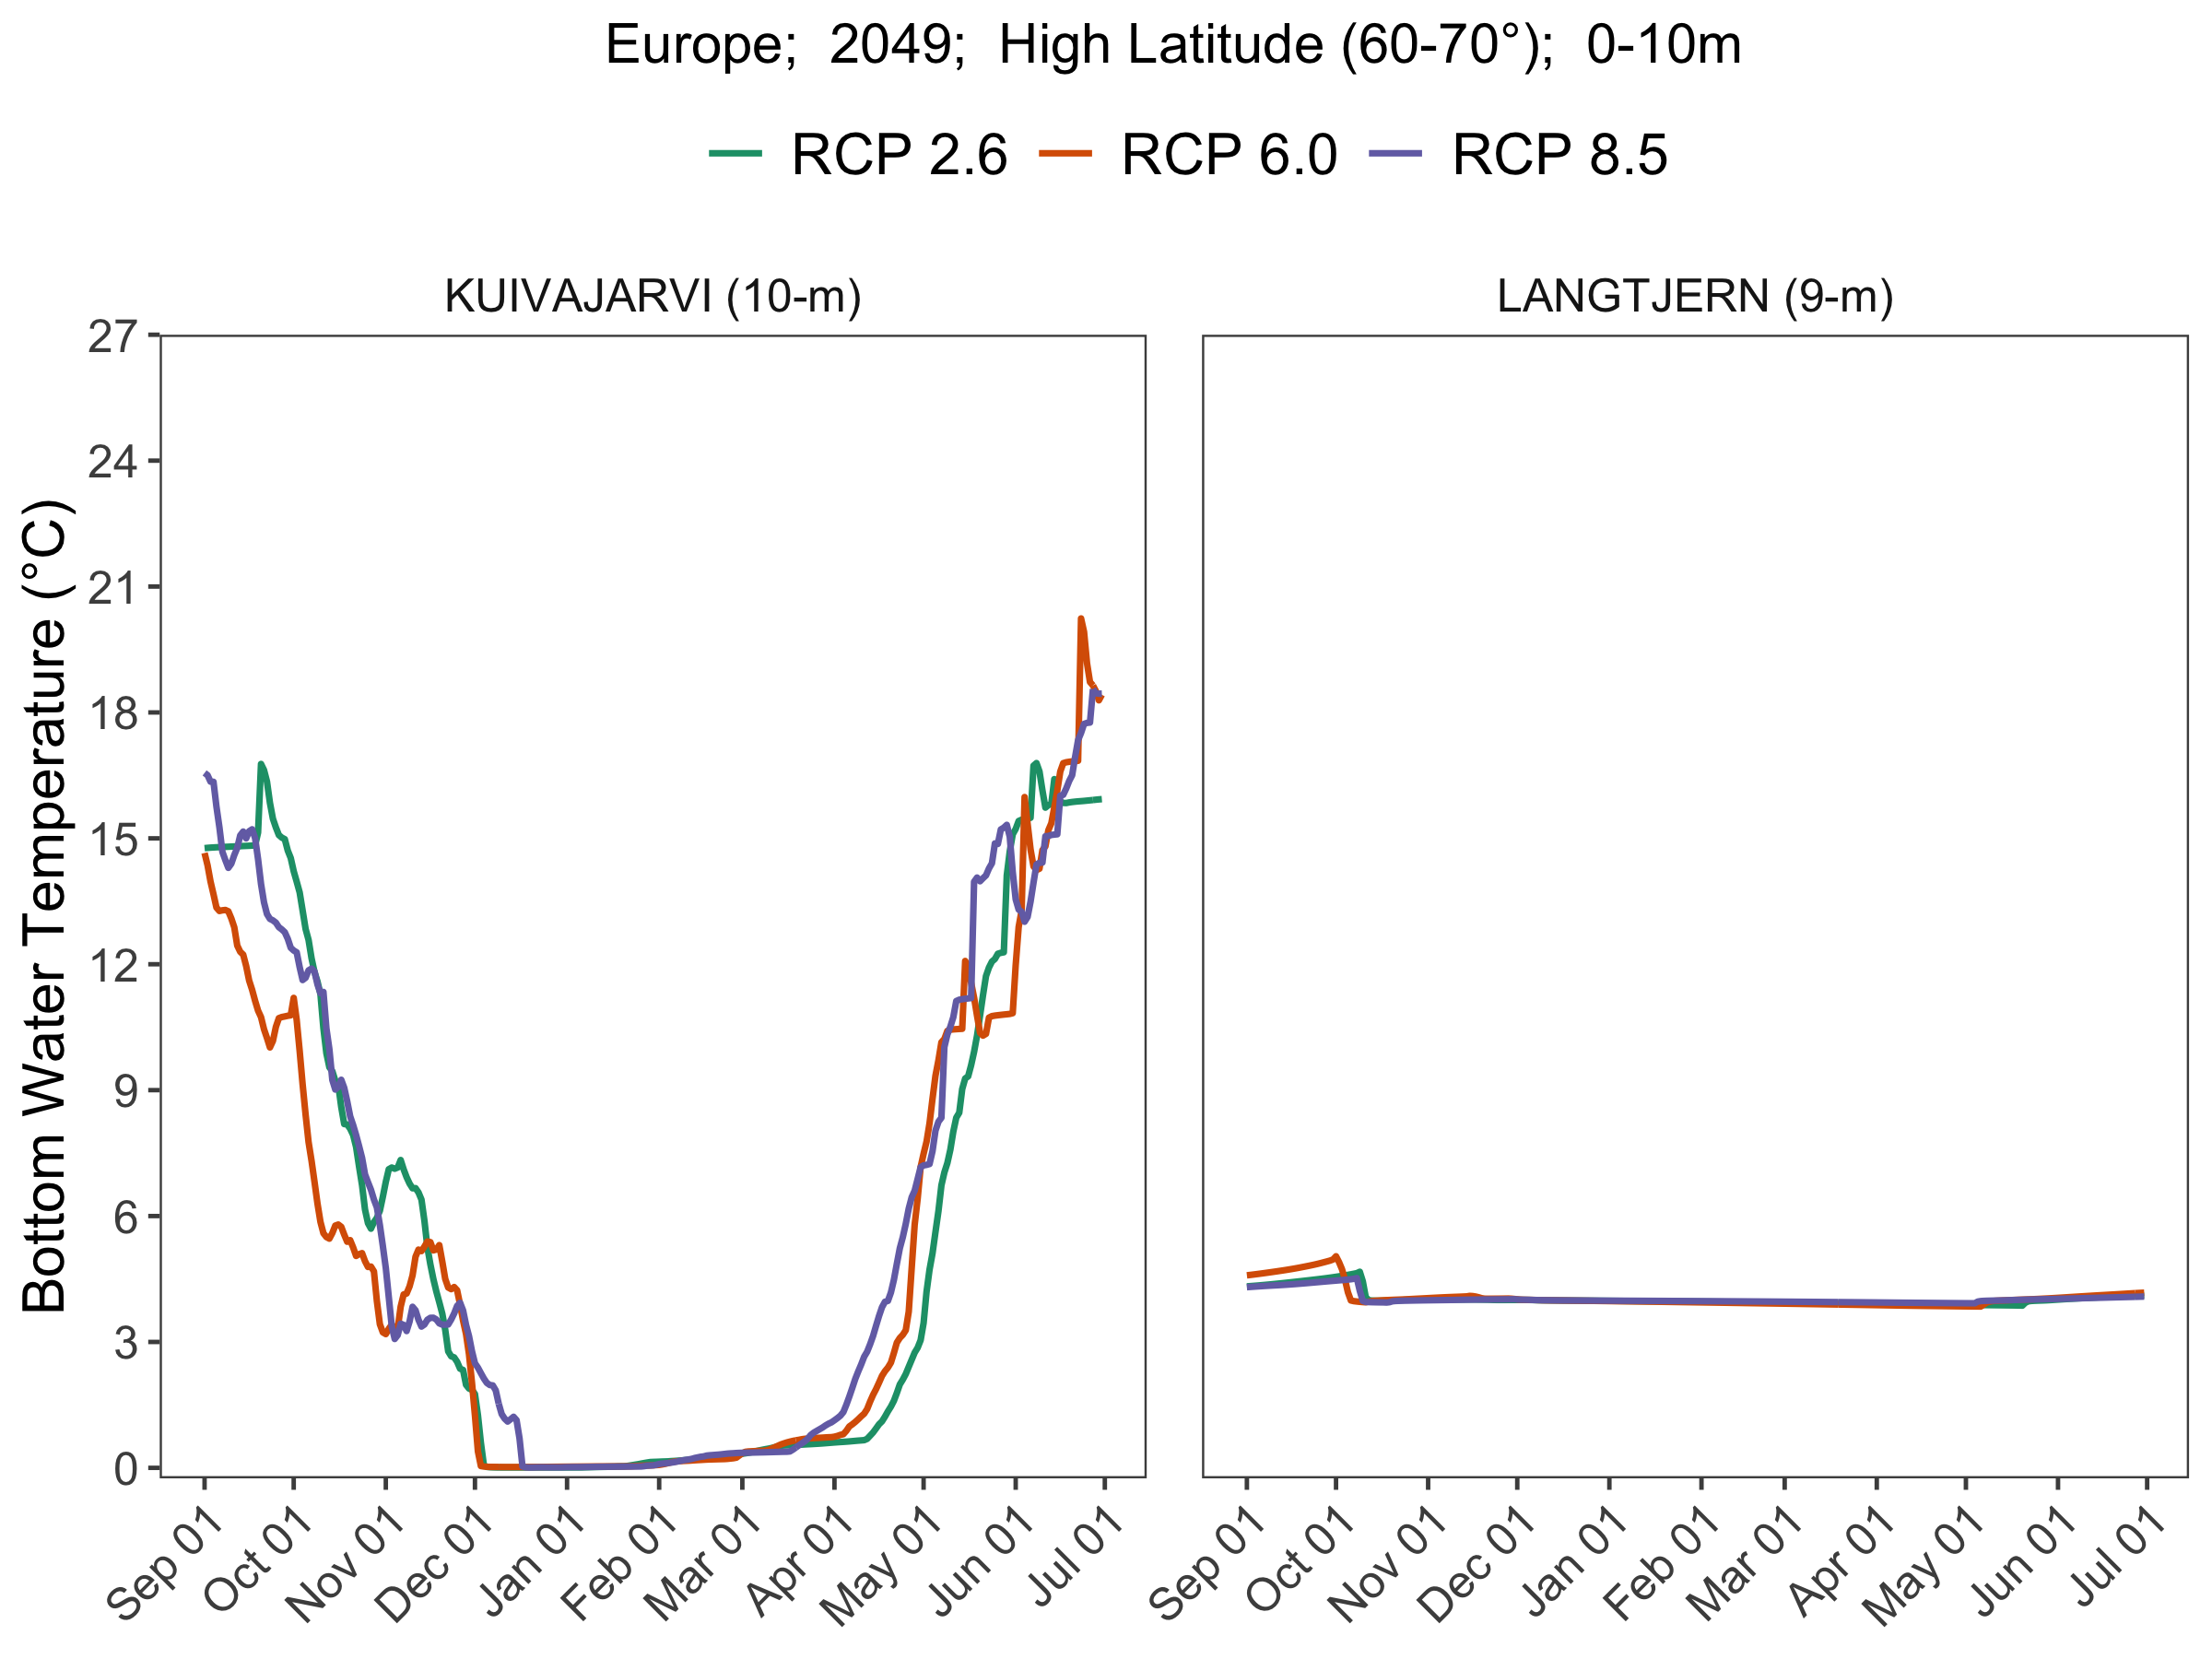 Europe;  2049;  High Latitude (60-70°);  0-10m
RCP 2.6 RCP 6.0 RCP 8.5
KUIVAJARVI (10-m)
LANGTJERN (9-m)
Bottom Water Temperature (°C)
27
24
21
18
15
12
9
6
3
0
Sep 01 Oct 01 Nov 01 Dec 01 Jan 01 Feb 01 Mar 01 Apr 01 May 01 Jun 01 Jul 01
Sep 01 Oct 01 Nov 01 Dec 01 Jan 01 Feb 01 Mar 01 Apr 01 May 01 Jun 01 Jul 01